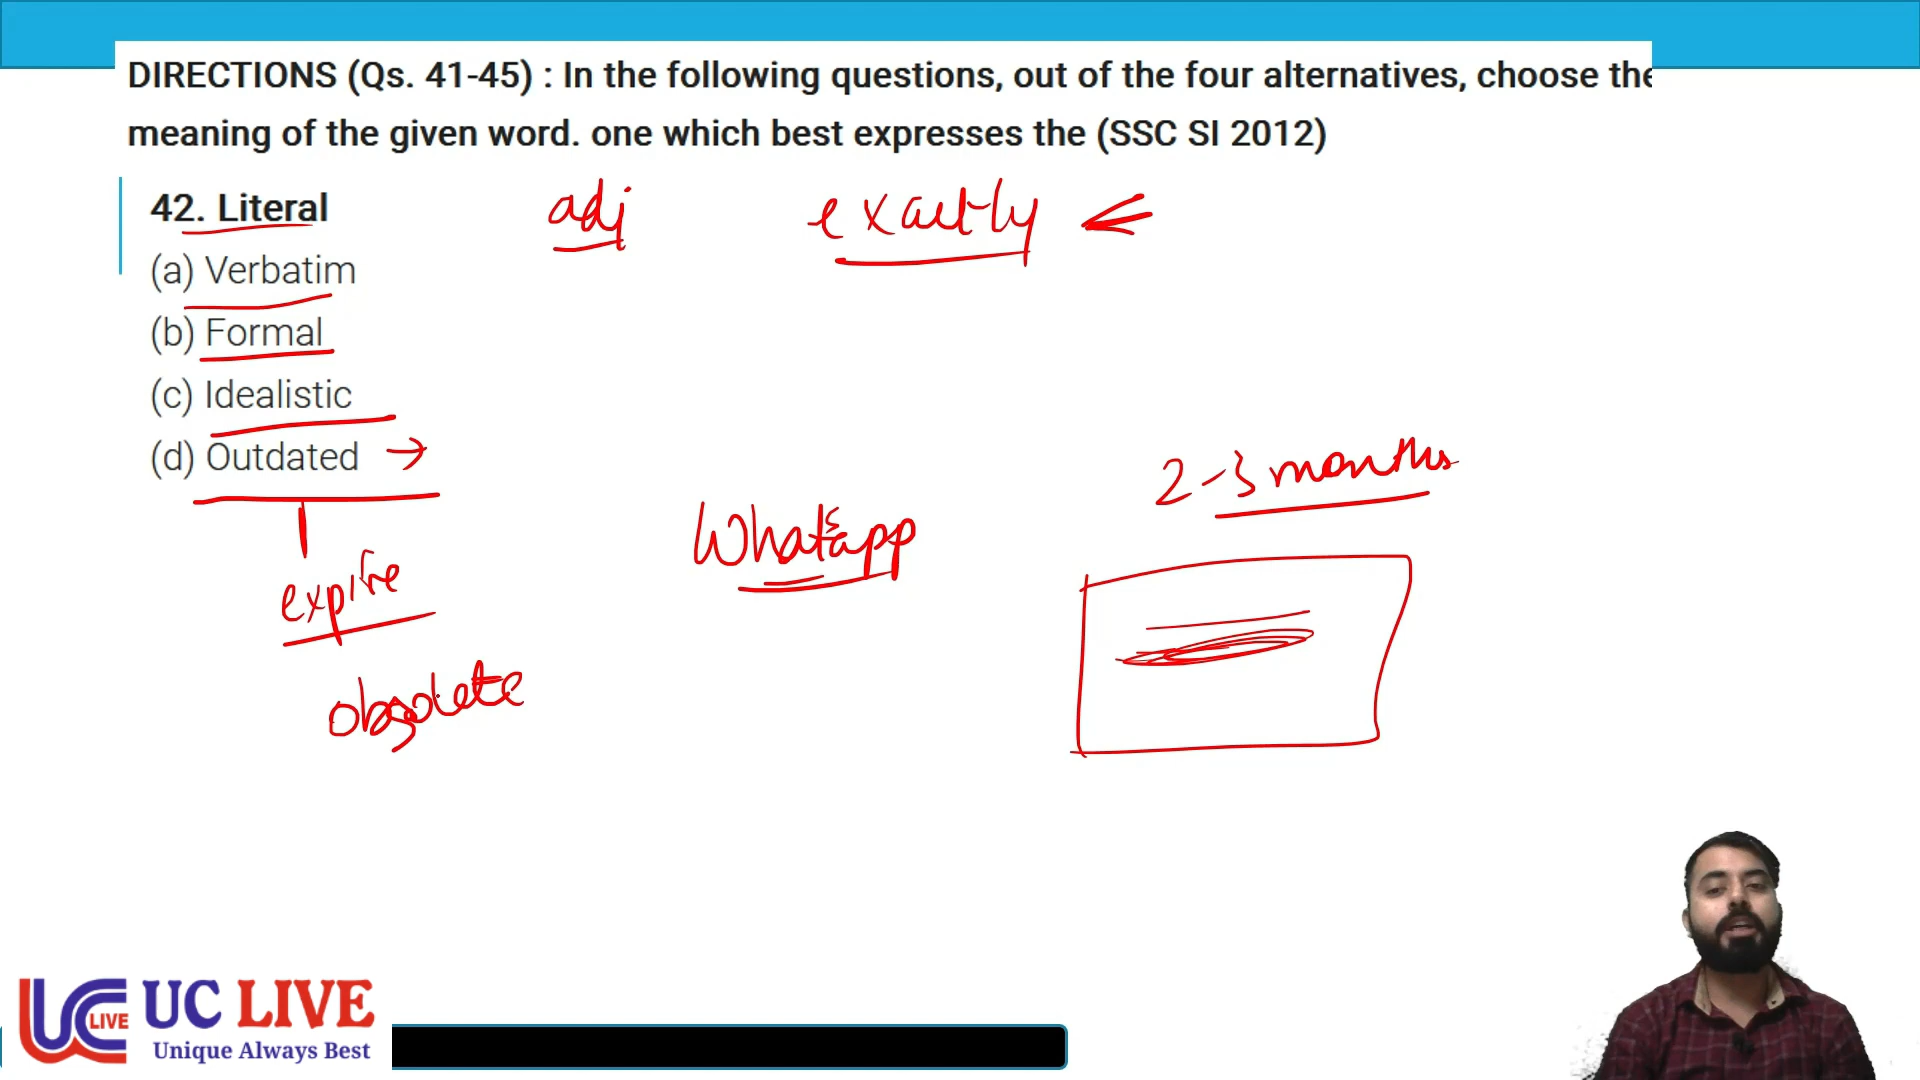 DIRECTIONS (Qs. 41-45) : In the following questions, out of the four alternatives, choose the
meaning of the given word. one which best expresses the (SSC SI 2012)
42. Literal
adj
exactly
(a) Verbatim
(b) Formal
(c) Idealistic
(d) Outdated
2-3 months
Whatsapp
expire
obsolete
LIVE
UC LIVE
Unique Always Best